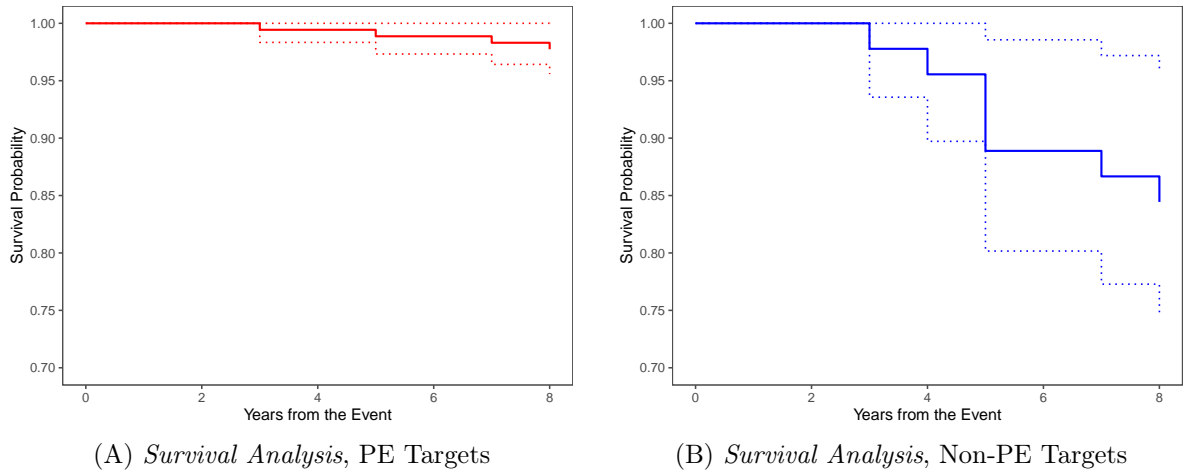 1.00
0.95
0.90
0.85
0.80
0.75
0.70
Survival Probability
0 2 4 6 8
Years from the Event
(A) Survival Analysis, PE Targets
1.00
0.95
0.90
0.85
0.80
0.75
0.70
Survival Probability
0 2 4 6 8
Years from the Event
(B) Survival Analysis, Non-PE Targets